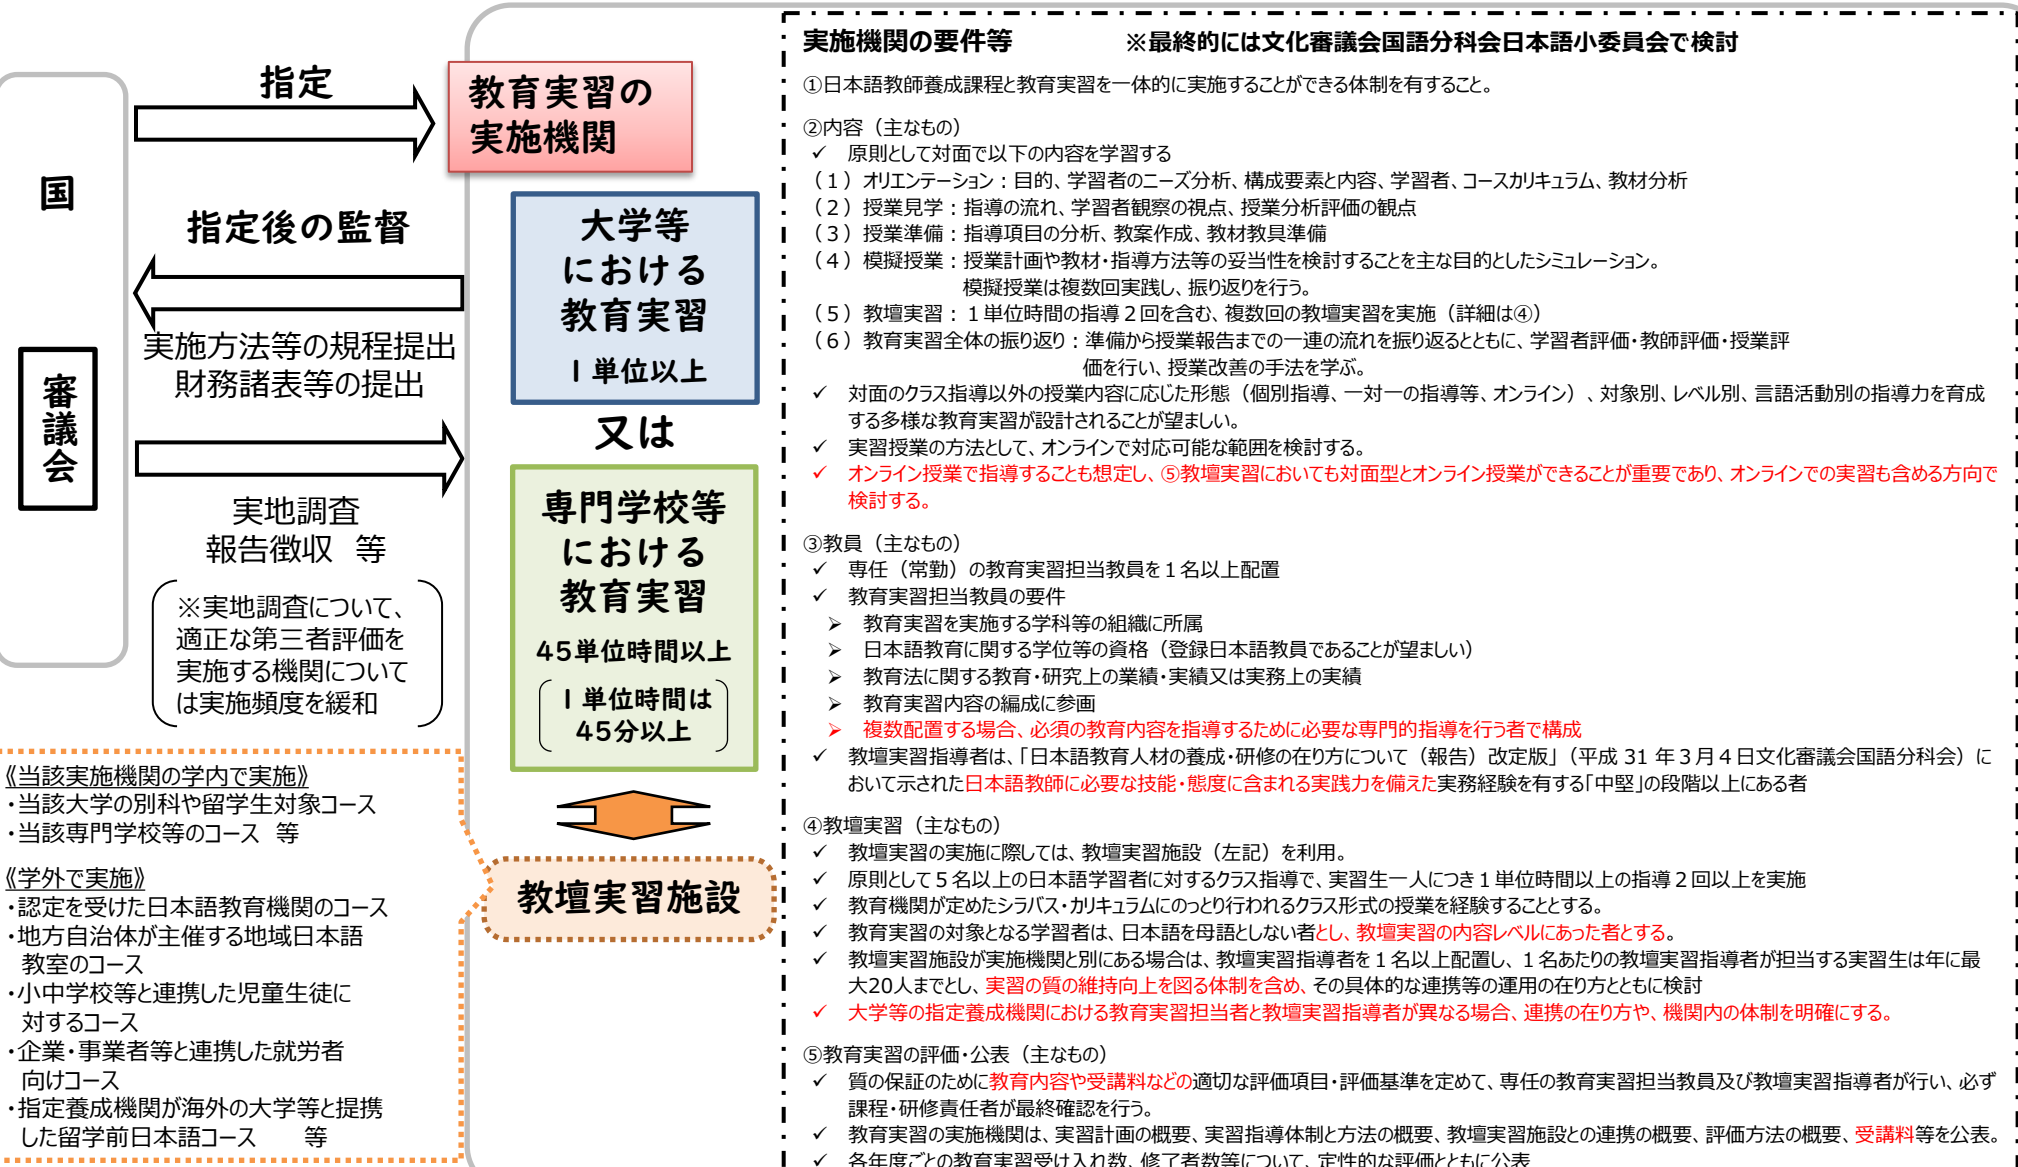 国
審議会
指定
指定後の監督
実施方法等の規程提出
財務諸表等の提出
実地調査
報告徴収　等
※実地調査について、
適正な第三者評価を
実施する機関について
は実施頻度を緩和
教育実習の
実施機関
大学等
における
教育実習
１単位以上
又は
専門学校等
における
教育実習
45単位時間以上
１単位時間は
45分以上
教壇実習施設
《当該実施機関の学内で実施》
・当該大学の別科や留学生対象コース
・当該専門学校等のコース　等
《学外で実施》
・認定を受けた日本語教育機関のコース
・地方自治体が主催する地域日本語
教室のコース
・小中学校等と連携した児童生徒に
対するコース
・企業・事業者等と連携した就労者
向けコース
・指定養成機関が海外の大学等と提携
した留学前日本語コース　　等
実施機関の要件等　　　　※最終的には文化審議会国語分科会日本語小委員会で検討
①日本語教師養成課程と教育実習を一体的に実施することができる体制を有すること。
②内容（主なもの）
✓ 原則として対面で以下の内容を学習する
（１）オリエンテーション：目的、学習者のニーズ分析、構成要素と内容、学習者、コースカリキュラム、教材分析
（２）授業見学：指導の流れ、学習者観察の視点、授業分析評価の観点
（３）授業準備：指導項目の分析、教案作成、教材教具準備
（４）模擬授業：授業計画や教材・指導方法等の妥当性を検討することを主な目的としたシミュレーション。
模擬授業は複数回実践し、振り返りを行う。
（５）教壇実習：１単位時間の指導２回を含む、複数回の教壇実習を実施（詳細は④）
（６）教育実習全体の振り返り：準備から授業報告までの一連の流れを振り返るとともに、学習者評価・教師評価・授業評
価を行い、授業改善の手法を学ぶ。
✓ 対面のクラス指導以外の授業内容に応じた形態（個別指導、一対一の指導等、オンライン）、対象別、レベル別、言語活動別の指導力を育成
する多様な教育実習が設計されることが望ましい。
✓ 実習授業の方法として、オンラインで対応可能な範囲を検討する。
✓ オンライン授業で指導することも想定し、⑤教壇実習においても対面型とオンライン授業ができることが重要であり、オンラインでの実習も含める方向で
検討する。
③教員（主なもの）
✓ 専任（常勤）の教育実習担当教員を１名以上配置
✓ 教育実習担当教員の要件
➢ 教育実習を実施する学科等の組織に所属
➢ 日本語教育に関する学位等の資格（登録日本語教員であることが望ましい）
➢ 教育法に関する教育・研究上の業績・実績又は実務上の実績
➢ 教育実習内容の編成に参画
➢ 複数配置する場合、必須の教育内容を指導するために必要な専門的指導を行う者で構成
✓ 教壇実習指導者は、「日本語教育人材の養成・研修の在り方について（報告）改定版」（平成 31 年３月４日文化審議会国語分科会）に
おいて示された日本語教師に必要な技能・態度に含まれる実践力を備えた実務経験を有する「中堅」の段階以上にある者
④教壇実習（主なもの）
✓ 教壇実習の実施に際しては、教壇実習施設（左記）を利用。
✓ 原則として５名以上の日本語学習者に対するクラス指導で、実習生一人につき１単位時間以上の指導２回以上を実施
✓ 教育機関が定めたシラバス・カリキュラムにのっとり行われるクラス形式の授業を経験することとする。
✓ 教育実習の対象となる学習者は、日本語を母語としない者とし、教壇実習の内容レベルにあった者とする。
✓ 教壇実習施設が実施機関と別にある場合は、教壇実習指導者を１名以上配置し、１名あたりの教壇実習指導者が担当する実習生は年に最
大20人までとし、実習の質の維持向上を図る体制を含め、その具体的な連携等の運用の在り方とともに検討
✓ 大学等の指定養成機関における教育実習担当者と教壇実習指導者が異なる場合、連携の在り方や、機関内の体制を明確にする。
⑤教育実習の評価・公表（主なもの）
✓ 質の保証のために教育内容や受講料などの適切な評価項目・評価基準を定めて、専任の教育実習担当教員及び教壇実習指導者が行い、必ず
課程・研修責任者が最終確認を行う。
✓ 教育実習の実施機関は、実習計画の概要、実習指導体制と方法の概要、教壇実習施設との連携の概要、評価方法の概要、受講料等を公表。
✓ 各年度ごとの教育実習受け入れ数、修了者数等について、定性的な評価とともに公表